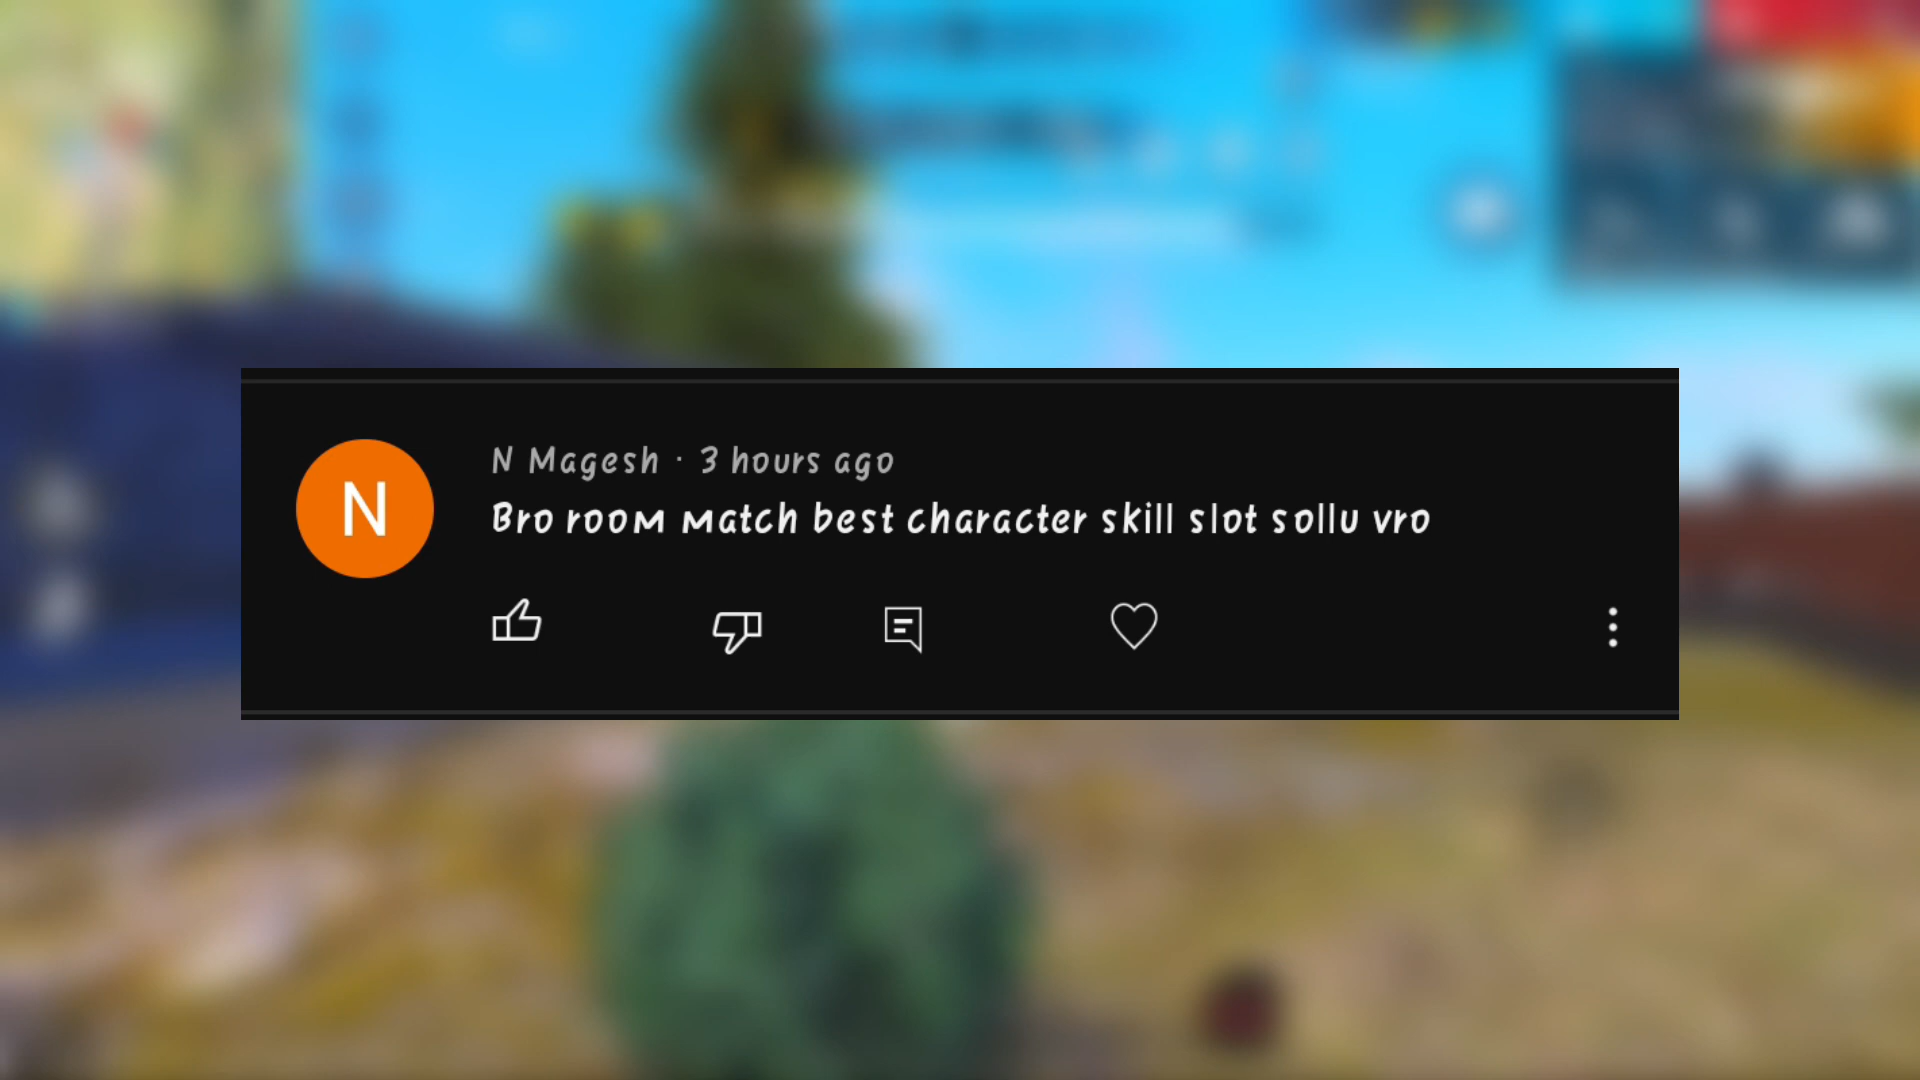 N
N Magesh · 3 hours ago
Bro room match best character skill slot sollu vro